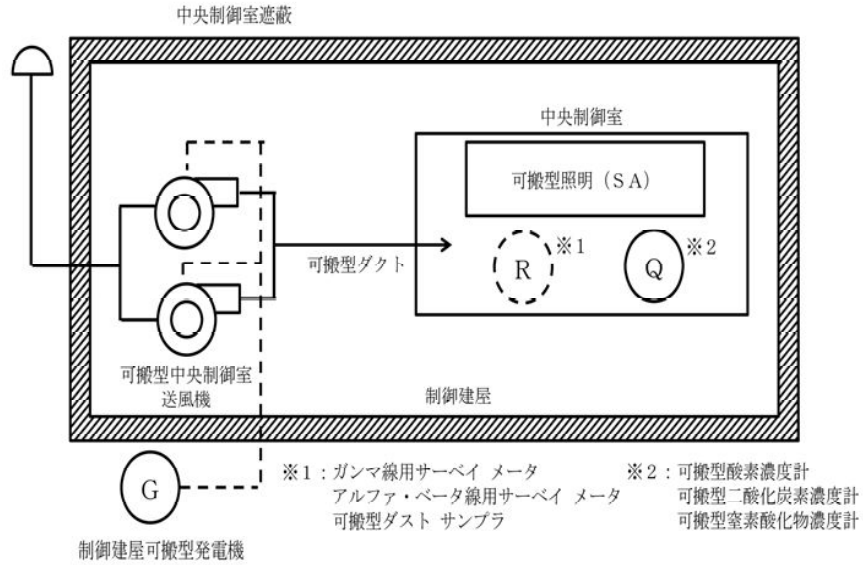 中央制御室遮蔽
中央制御室
可搬型照明（ＳＡ）
R
※1
Q
※2
可搬型ダクト
可搬型中央制御室
送風機
制御建屋
G
制御建屋可搬型発電機
※1：ガンマ線用サーベイ メータ
アルファ・ベータ線用サーベイ メータ
可搬型ダスト サンプラ
※2：可搬型酸素濃度計
可搬型二酸化炭素濃度計
可搬型窒素酸化物濃度計